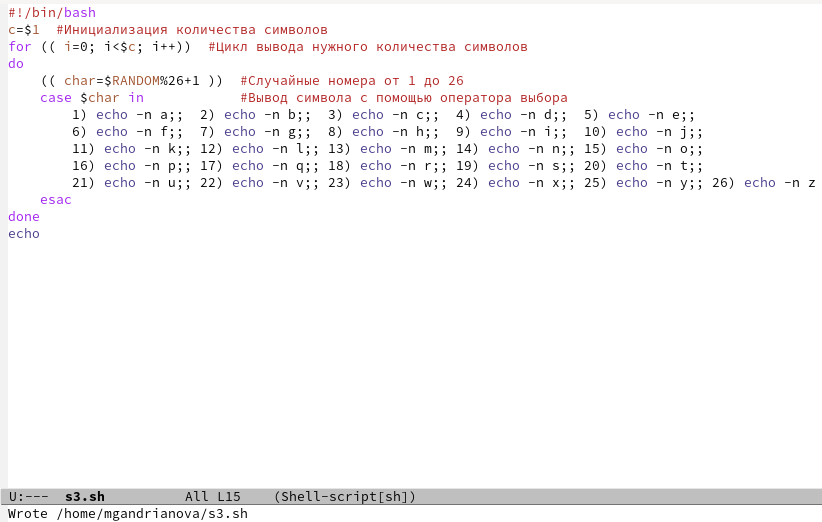 #!/bin/bash
c=$1  #Инициализация количества символов
for (( i=0; i<$c; i++))  #Цикл вывода нужного количества символов
do
    (( char=$RANDOM%26+1 ))  #Случайные номера от 1 до 26
    case $char in            #Вывод символа с помощью оператора выбора
        1) echo -n a;;  2) echo -n b;;  3) echo -n c;;  4) echo -n d;;  5) echo -n e;;
        6) echo -n f;;  7) echo -n g;;  8) echo -n h;;  9) echo -n i;;  10) echo -n j;;
        11) echo -n k;; 12) echo -n l;; 13) echo -n m;; 14) echo -n n;; 15) echo -n o;;
        16) echo -n p;; 17) echo -n q;; 18) echo -n r;; 19) echo -n s;; 20) echo -n t;;
        21) echo -n u;; 22) echo -n v;; 23) echo -n w;; 24) echo -n x;; 25) echo -n y;; 26) echo -n z
    esac
done
echo
U:---  s3.sh          All L15    (Shell-script[sh])
Wrote /home/mgandrianova/s3.sh